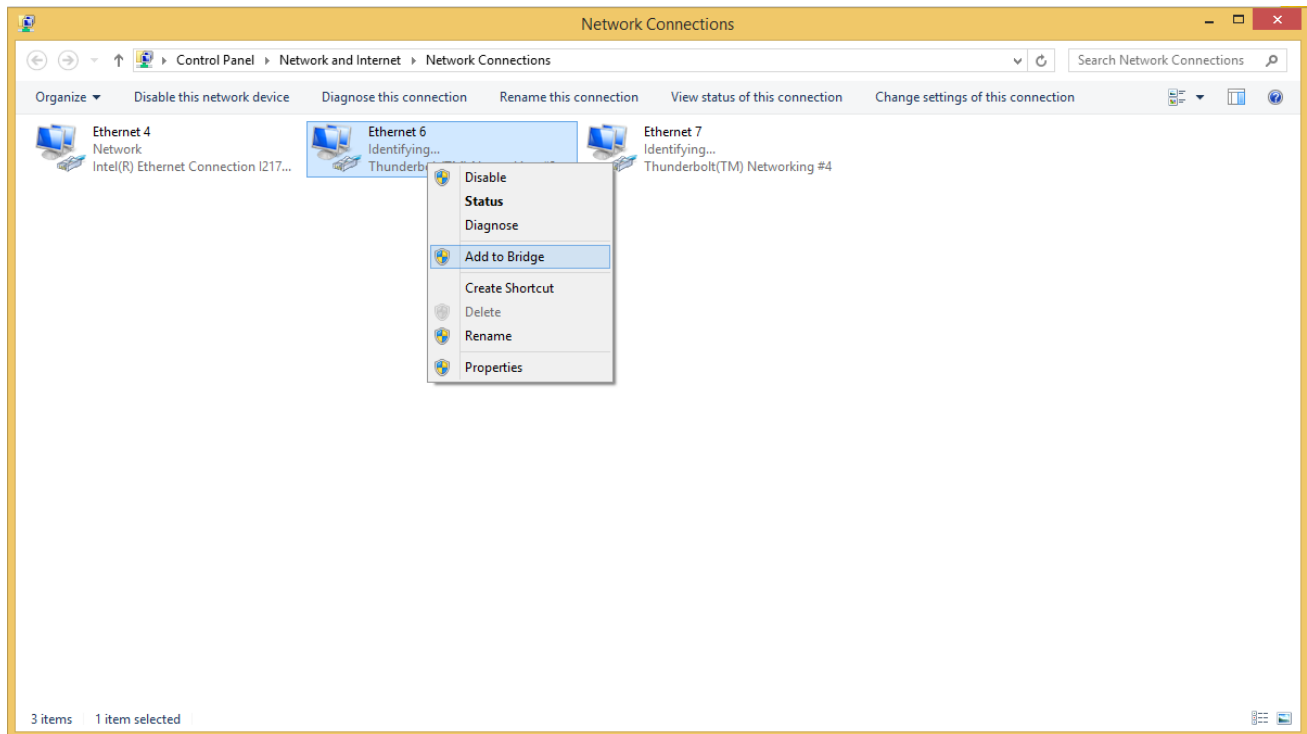 Network Connections
Control Panel Network and Internet Network Connections
Search Network Connections
Organize Disable this network device Diagnose this connection Rename this connection View status of this connection Change settings of this connection
Ethernet 4
Network
Intel(R) Ethernet Connection I217...
Ethernet 6
Identifying...
Ethernet 7
Identifying...
Thunderbolt(TM) Networking #4
Disable
Status
Diagnose
Add to Bridge
Create Shortcut
Delete
Rename
Properties
3 items 1 item selected